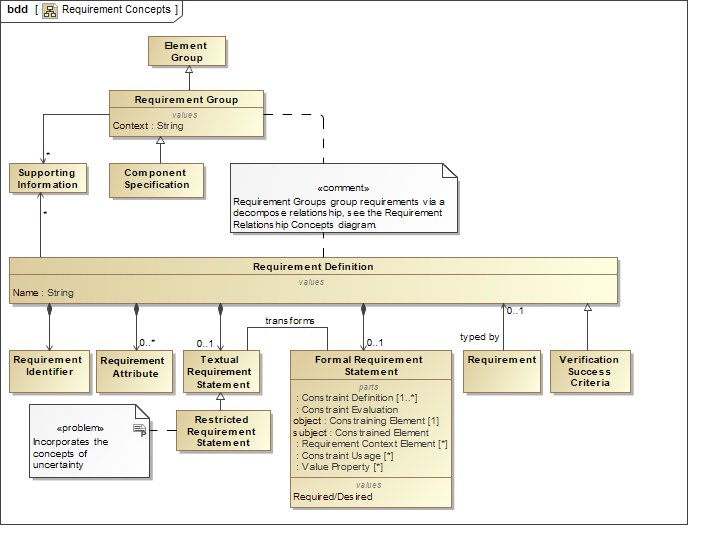 bdd [ Requirement Concepts ]
Element
Group
Requirement Group
values
Context : String
*
Supporting
Information
Component
Specification
«comment»
Requirement Groups group requirements via a
decompose relationship, see the Requirement
Relationship Concepts diagram.
*
Requirement Definition
values
Name : String
0..*
0..1
transforms
0..1
typed by
0..1
Requirement
Identifier
Requirement
Attribute
Textual
Requirement
Statement
Formal Requirement
Statement
parts
: Constraint Definition [1..*]
: Constraint Evaluation
object : Constraining Element [1]
subject : Constrained Element
: Requirement Context Element [*]
: Constraint Usage [*]
: Value Property [*]
values
Required/Desired
Requirement
Verification
Success
Criteria
Restricted
Requirement
Statement
«problem»
Incorporates the
concepts of
uncertainty